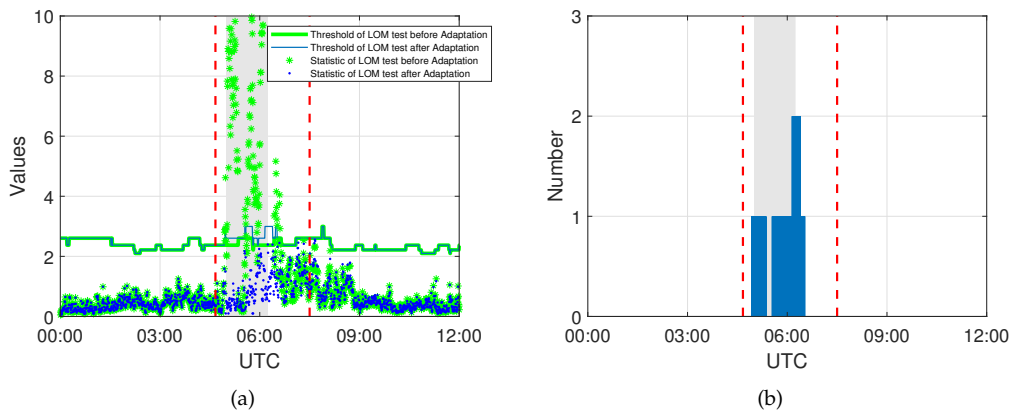 10
8
6
4
2
0
Values
00:00 03:00 06:00 09:00 12:00
UTC
Threshold of LOM test before Adaptation
Threshold of LOM test after Adaptation
Statistic of LOM test before Adaptation
Statistic of LOM test after Adaptation
(a)
3
2
1
0
Number
00:00 03:00 06:00 09:00 12:00
UTC
(b)